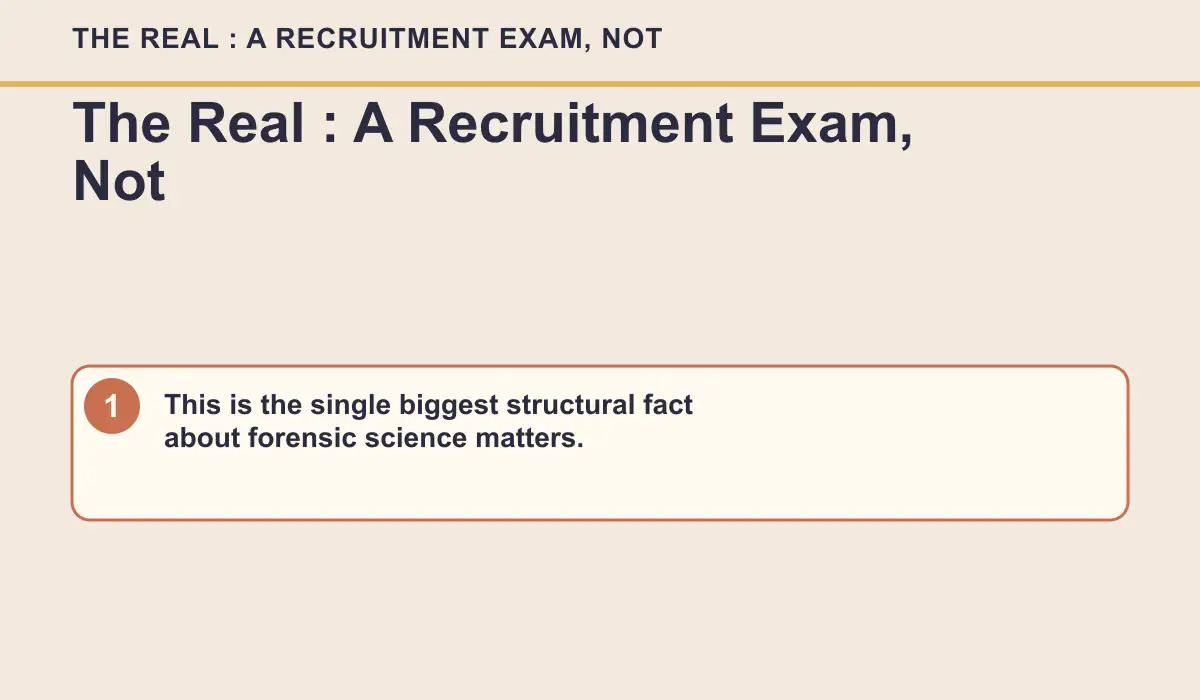 THE REAL : A RECRUITMENT EXAM, NOT
The Real : A Recruitment Exam,
Not
1
This is the single biggest structural fact
about forensic science matters.